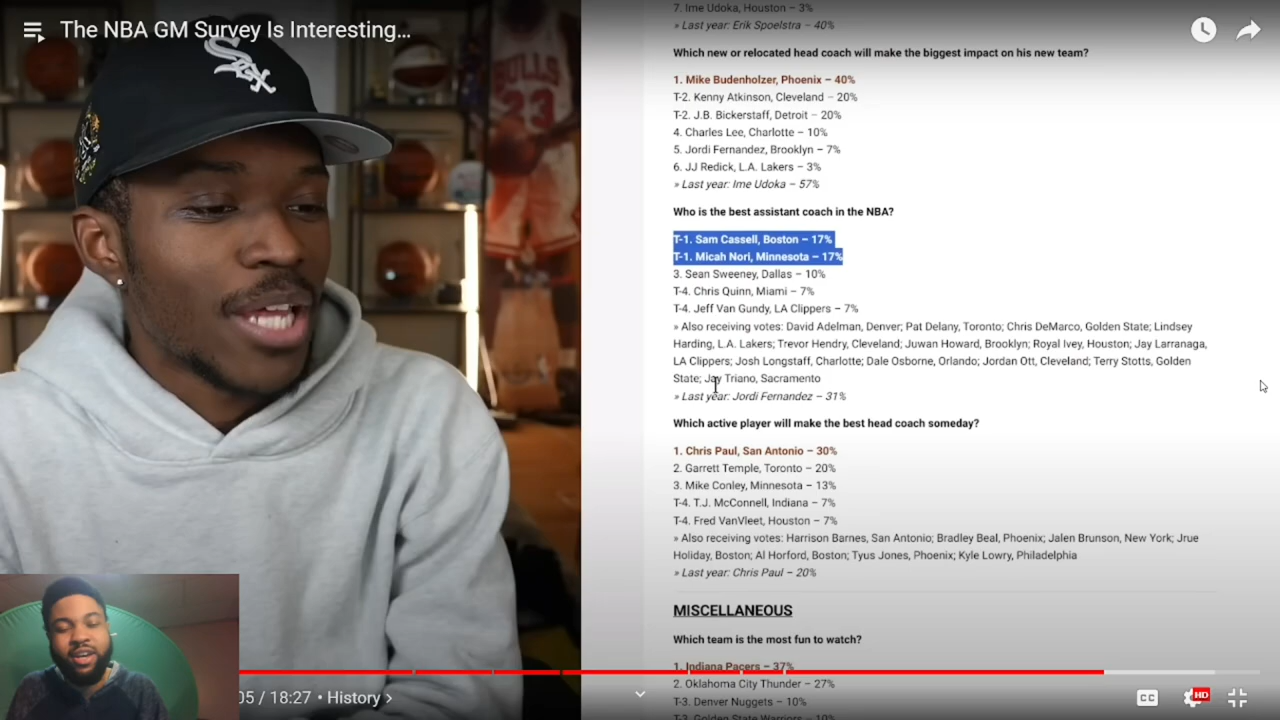 The NBA GM Survey Is Interesting...
Sox
BULLS
23
7. Ime Udoka, Houston – 3%
» Last year: Erik Spoelstra – 40%
Which new or relocated head coach will make the biggest impact on his new team?
1. Mike Budenholzer, Phoenix – 40%
T-2. Kenny Atkinson, Cleveland – 20%
T-2. J.B. Bickerstaff, Detroit – 20%
4. Charles Lee, Charlotte – 10%
5. Jordi Fernandez, Brooklyn – 7%
6. JJ Redick, L.A. Lakers – 3%
» Last year: Ime Udoka – 57%
Who is the best assistant coach in the NBA?
T-1. Sam Cassell, Boston – 17%
T-1. Micah Nori, Minnesota – 17%
3. Sean Sweeney, Dallas – 10%
T-4. Chris Quinn, Miami – 7%
T-4. Jeff Van Gundy, LA Clippers – 7%
» Also receiving votes: David Adelman, Denver; Pat Delany, Toronto; Chris DeMarco, Golden State; Lindsey
Harding, L.A. Lakers; Trevor Hendry, Cleveland; Juwan Howard, Brooklyn; Royal Ivey, Houston; Jay Larranaga,
LA Clippers; Josh Longstaff, Charlotte; Dale Osborne, Orlando; Jordan Ott, Cleveland; Terry Stotts, Golden
State; Jay Triano, Sacramento
» Last year: Jordi Fernandez – 31%
Which active player will make the best head coach someday?
1. Chris Paul, San Antonio – 30%
2. Garrett Temple, Toronto – 20%
3. Mike Conley, Minnesota – 13%
T-4. T.J. McConnell, Indiana – 7%
T-4. Fred VanVleet, Houston – 7%
» Also receiving votes: Harrison Barnes, San Antonio; Bradley Beal, Phoenix; Jalen Brunson, New York; Jrue
Holiday, Boston; Al Horford, Boston; Tyus Jones, Phoenix; Kyle Lowry, Philadelphia
» Last year: Chris Paul – 20%
MISCELLANEOUS
Which team is the most fun to watch?
1. Indiana Pacers – 37%
2. Oklahoma City Thunder – 27%
T-3. Denver Nuggets – 10%
T-3. Golden State Warriors – 10%
05 / 18:27 • History >
CC
HD